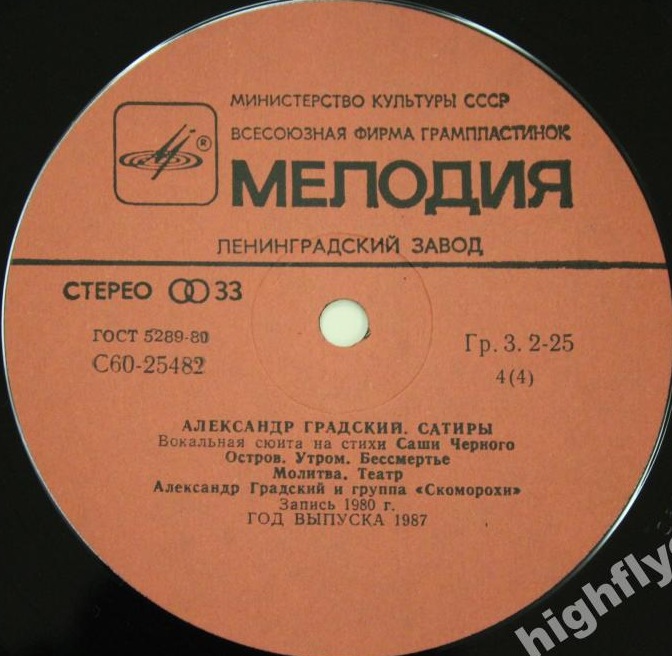 МИНИСТЕРСТВО КУЛЬТУРЫ СССР
ВСЕСОЮЗНАЯ ФИРМА ГРАМПЛАСТИНОК
®
МЕЛОДИЯ
ЛЕНИНГРАДСКИЙ ЗАВОД
СТЕРЕО 33
ГОСТ 5289-80
С60-25482
Гр. 3. 2-25
4(4)
АЛЕКСАНДР ГРАДСКИЙ. САТИРЫ
Вокальная сюита на стихи Саши Черного
Остров. Утром. Бессмертье
Молитва. Театр
Александр Градский и группа «Скоморохи»
Запись 1980 г.
ГОД ВЫПУСКА 1987